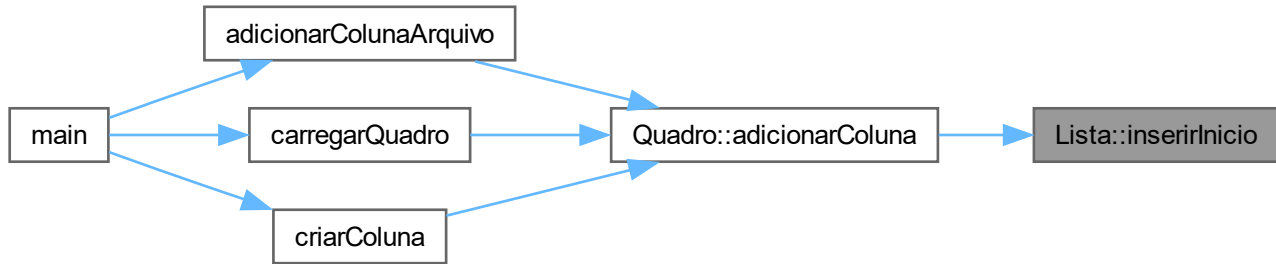 adicionarColunaArquivo
main
carregarQuadro
Quadro::adicionarColuna
Lista::inserirInicio
criarColuna